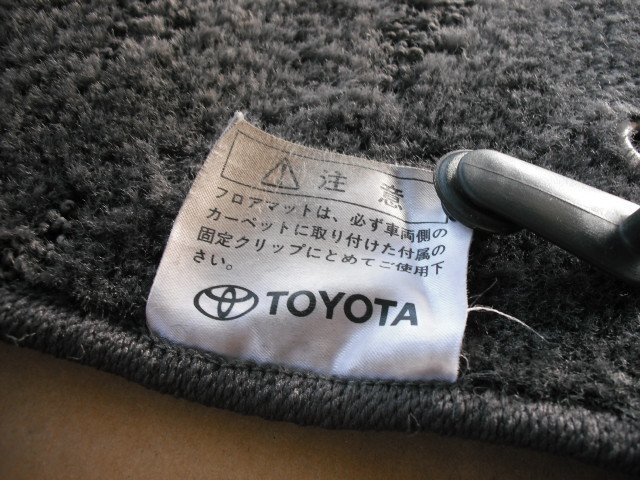 注意
フロアマットは、必ず車両側の
カーペットに取り付けた付属の
固定クリップにとめてご使用下
さい。
TOYOTA